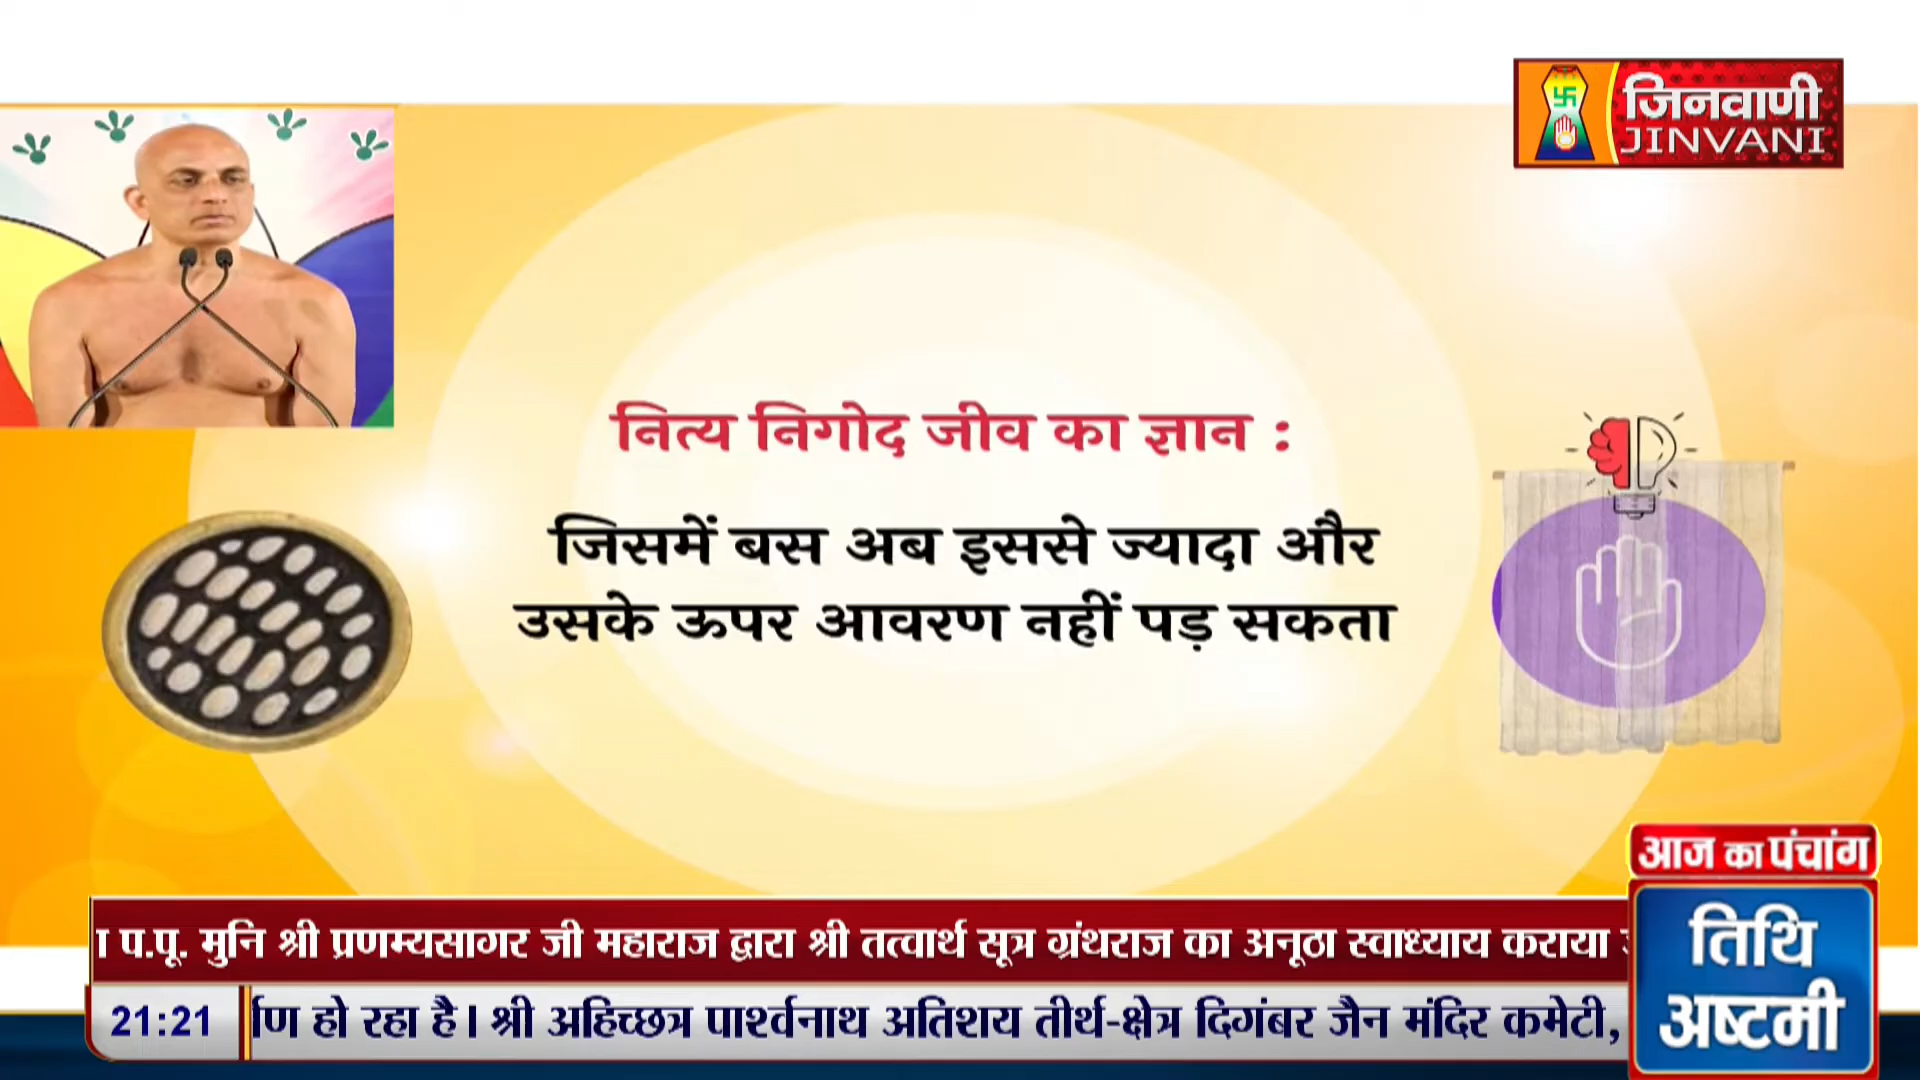 जिनवाणी
JINVANI
नित्य निगोद जीव का ज्ञान :
जिसमें बस अब इससे ज्यादा और
उसके ऊपर आवरण नहीं पड़ सकता
आज का पंचांग
तिथि
अष्टमी
प.पू. मुनि श्री प्रणम्यसागर जी महाराज द्वारा श्री तत्वार्थ सूत्र ग्रंथराज का अनूठा स्वाध्याय कराया
21:21
हो रहा है। श्री अहिच्छत्र पार्श्वनाथ अतिशय तीर्थ-क्षेत्र दिगंबर जैन मंदिर कमेटी,